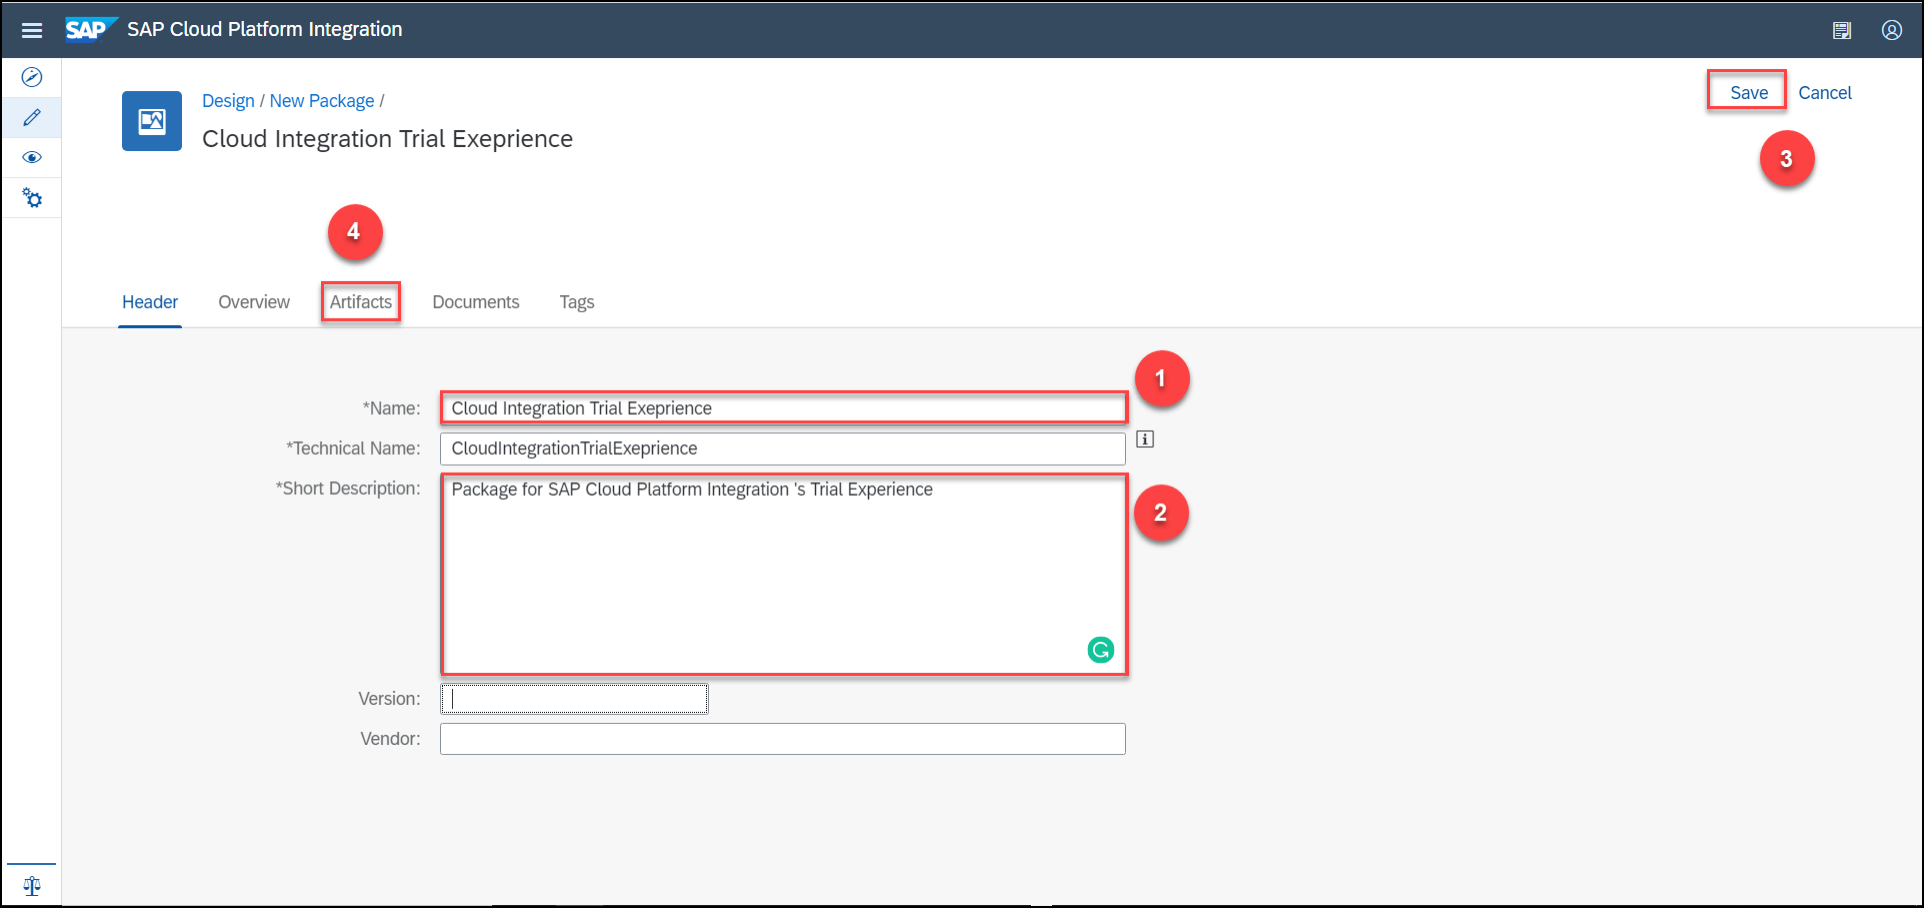 SAP SAP Cloud Platform Integration
Design / New Package /
Save Cancel
Cloud Integration Trial Exeprience
3
4
Header Overview Artifacts Documents Tags
1
*Name: Cloud Integration Trial Exeprience
*Technical Name: CloudIntegrationTrialExeprience
*Short Description: Package for SAP Cloud Platform Integration 's Trial Experience
2
Version:
Vendor: